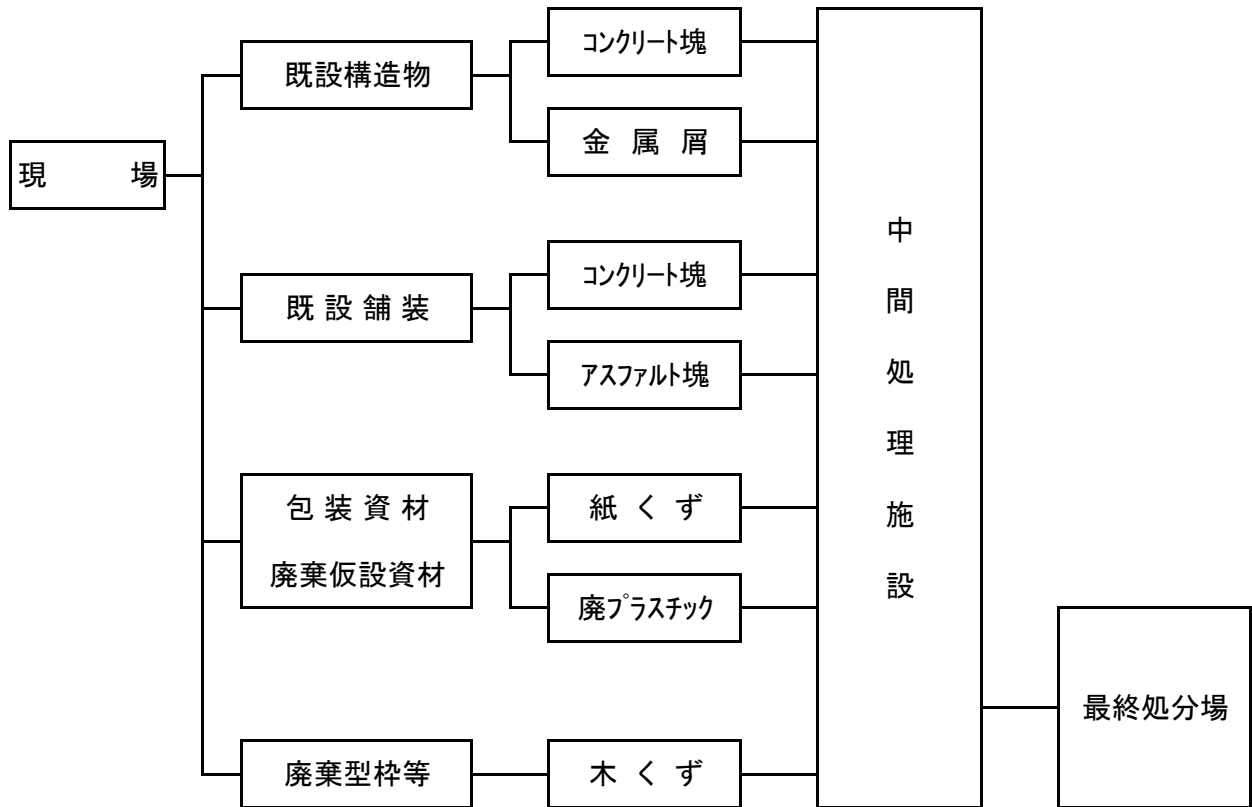 現場
既設構造物
コンクリート塊
金属屑
既設舗装
コンクリート塊
アスファルト塊
包装資材
廃棄仮設資材
紙くず
廃プラスチック
廃棄型枠等
木くず
中間処理施設
最終処分場